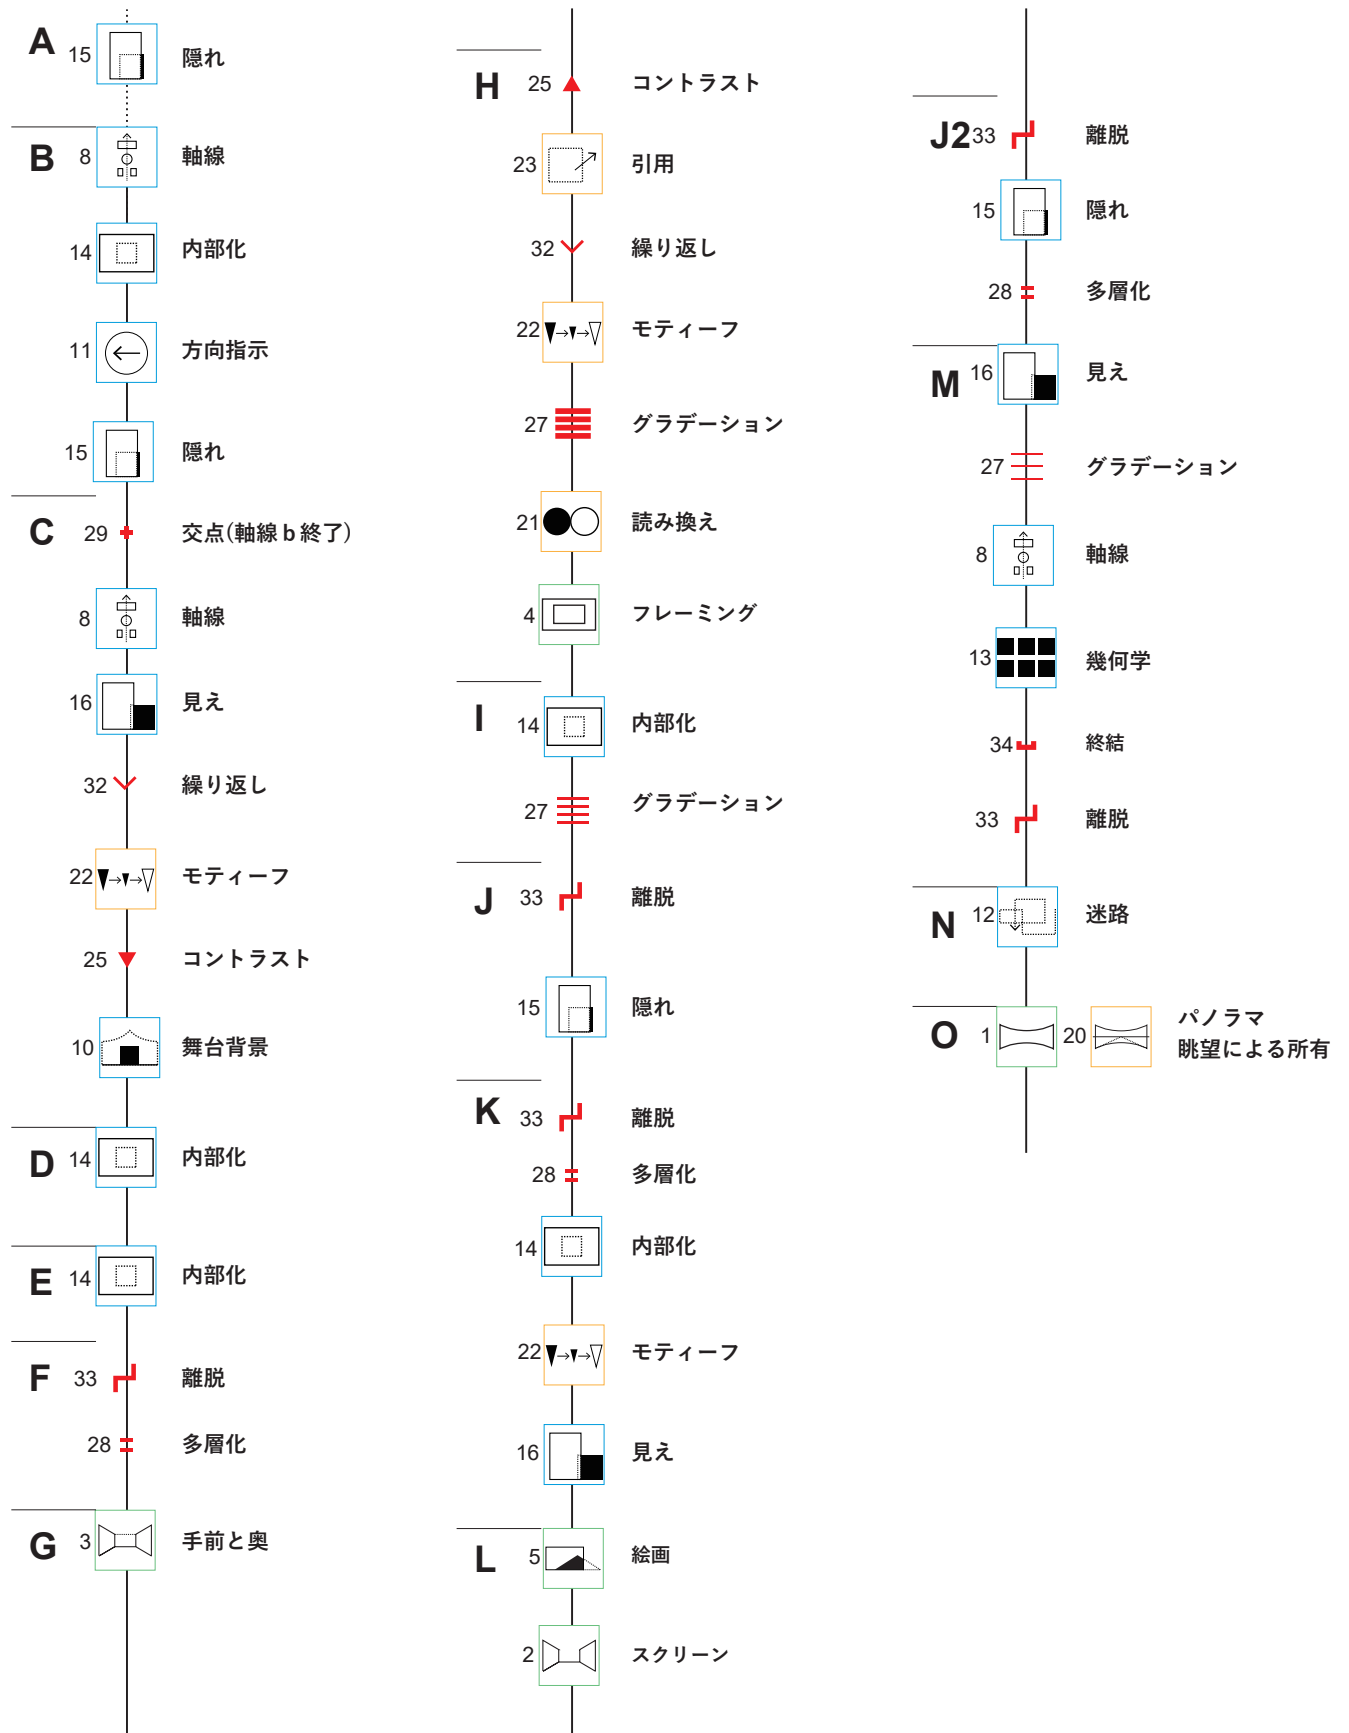 A 15 隠れ
B 8 軸線
14 内部化
11 方向指示
15 隠れ
C 29 交点(軸線b終了)
8 軸線
16 見え
32 繰り返し
22 モティーフ
25 コントラスト
10 舞台背景
D 14 内部化
E 14 内部化
F 33 離脱
28 多層化
G 3 手前と奥
H 25 コントラスト
23 引用
32 繰り返し
22 モティーフ
27 グラデーション
21 読み換え
4 フレーミング
I 14 内部化
27 グラデーション
J 33 離脱
15 隠れ
K 33 離脱
28 多層化
14 内部化
22 モティーフ
16 見え
L 5 絵画
2 スクリーン
J2 33 離脱
15 隠れ
28 多層化
M 16 見え
27 グラデーション
8 軸線
13 幾何学
34 終結
33 離脱
N 12 迷路
O 1 20 パノラマ
眺望による所有